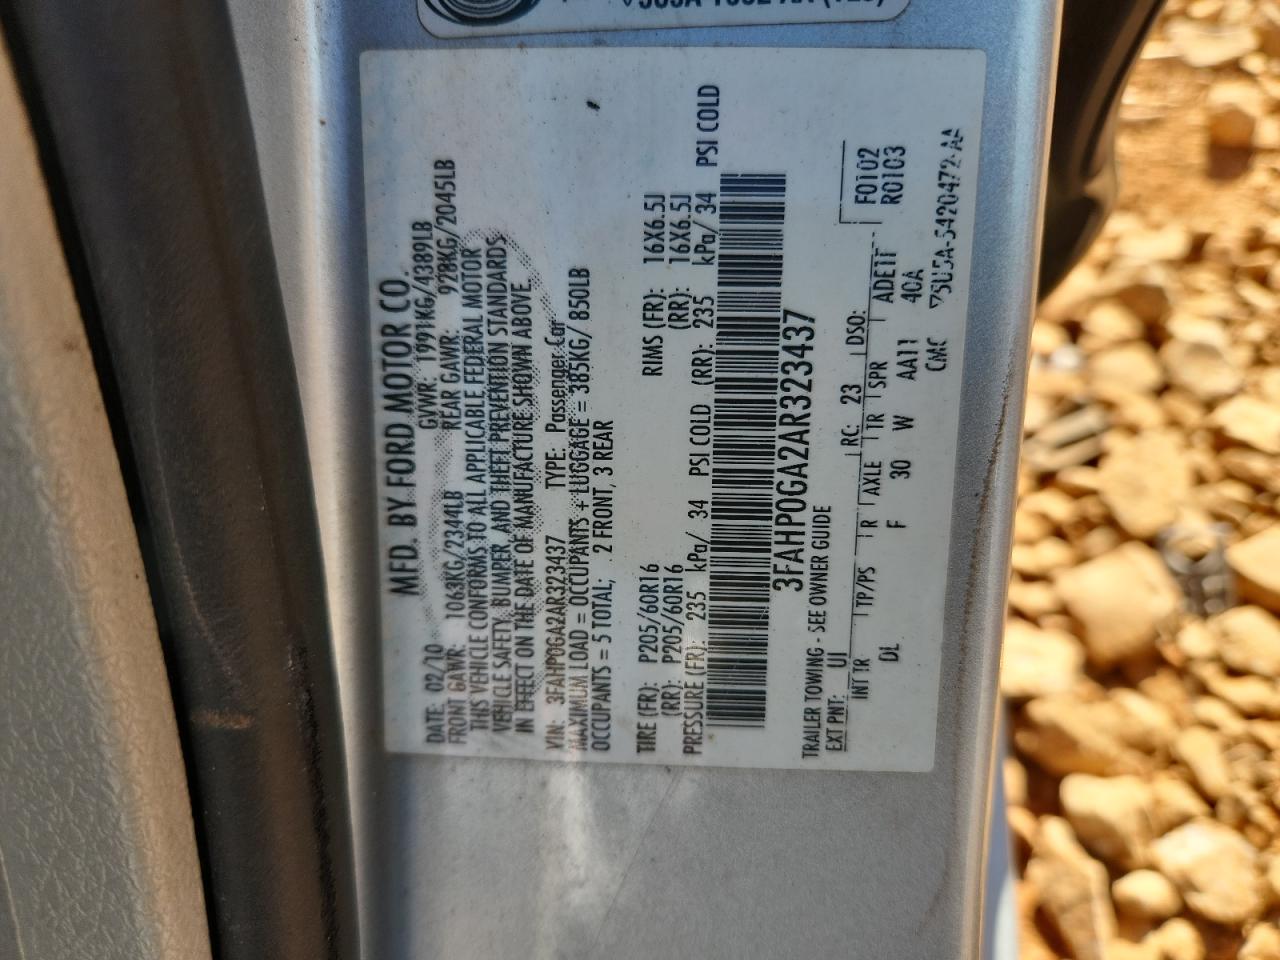 MFD. BY FORD MOTOR CO.
DATE: 02/10 GVWR: 1991KG/4389LB
FRONT GAWR: 1063KG/2344LB REAR GAWR: 928KG/2045LB
THIS VEHICLE CONFORMS TO ALL APPLICABLE FEDERAL MOTOR
VEHICLE SAFETY, BUMPER, AND THEFT PREVENTION STANDARDS
IN EFFECT ON THE DATE OF MANUFACTURE SHOWN ABOVE.
VIN: 3FAHP0GA2AR323437 TYPE: Passenger Car
MAXIMUM LOAD = OCCUPANTS + LUGGAGE = 385KG/ 850LB
OCCUPANTS = 5 TOTAL; 2 FRONT, 3 REAR
TIRE (FR): P205/60R16 RIMS (FR): 16X6.5J
(RR): P205/60R16 (RR): 16X6.5J
PRESSURE (FR): 235 kPa/ 34 PSI COLD (RR): 235 kPa/ 34 PSI COLD
3FAHP0GA2AR323437
TRAILER TOWING - SEE OWNER GUIDE F0102
EXT PNT: UI RC: 23 DSO: R0103
INT TR TP/PS R AXLE TR SPR ADE1F
DL F 30 W AA11 40A
CMC 5U5A-5420472-AA